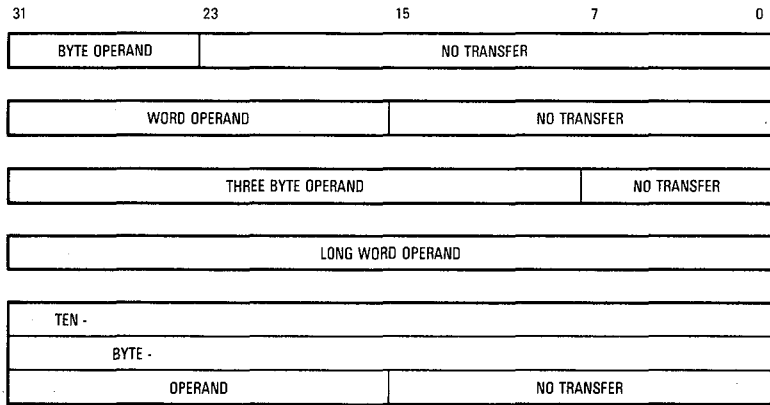 31 23 15 7 0
BYTE OPERAND NO TRANSFER
WORD OPERAND NO TRANSFER
THREE BYTE OPERAND NO TRANSFER
LONG WORD OPERAND
TEN -
BYTE -
OPERAND NO TRANSFER